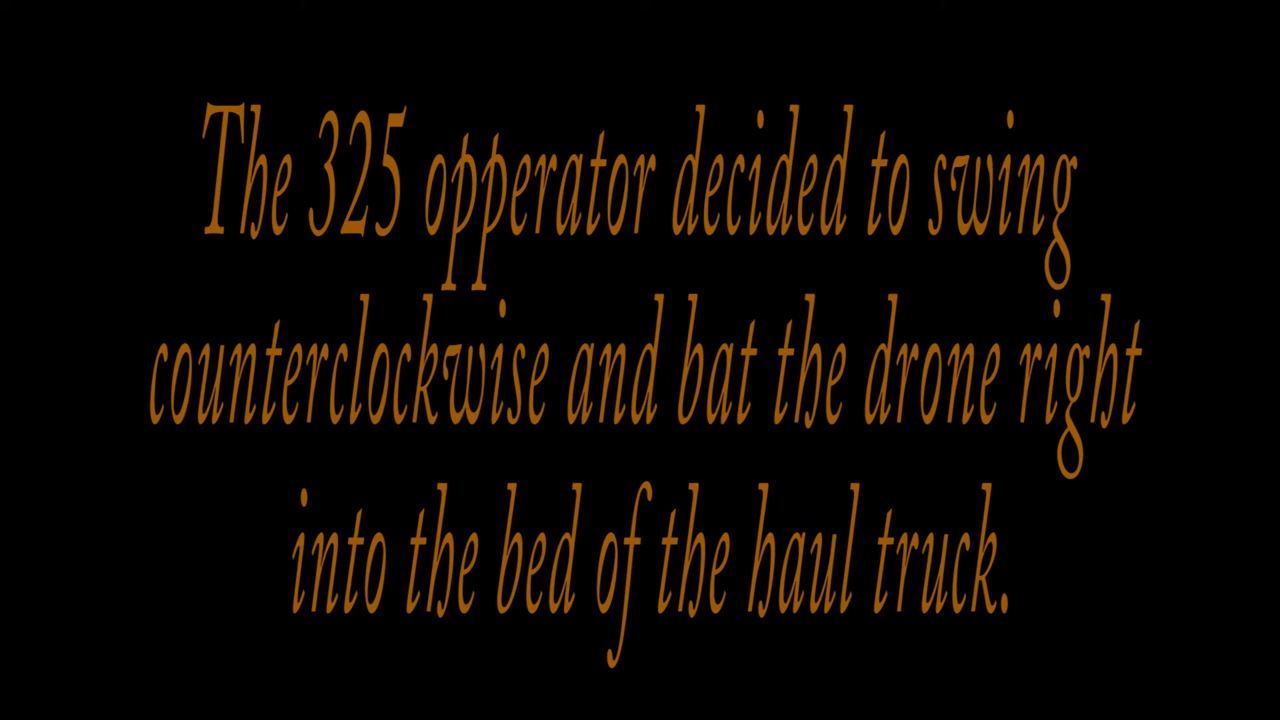 The 325 opperator decided to swing
counterclockwise and bat the drone right
into the bed of the haul truck.